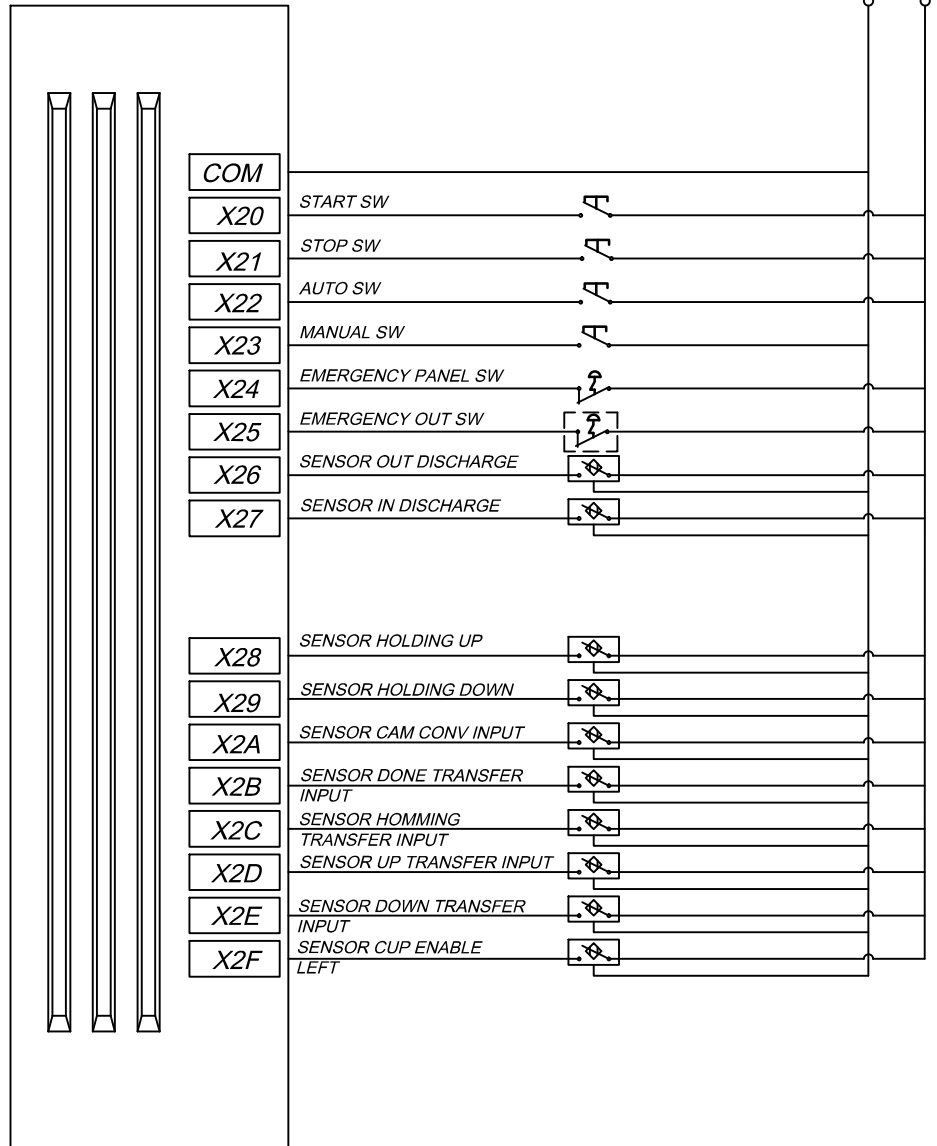 COM
X20 START SW
X21 STOP SW
X22 AUTO SW
X23 MANUAL SW
X24 EMERGENCY PANEL SW
X25 EMERGENCY OUT SW
X26 SENSOR OUT DISCHARGE
X27 SENSOR IN DISCHARGE
X28 SENSOR HOLDING UP
X29 SENSOR HOLDING DOWN
X2A SENSOR CAM CONV INPUT
X2B SENSOR DONE TRANSFER
INPUT
X2C SENSOR HOMMING
TRANSFER INPUT
X2D SENSOR UP TRANSFER INPUT
X2E SENSOR DOWN TRANSFER
INPUT
X2F SENSOR CUP ENABLE
LEFT